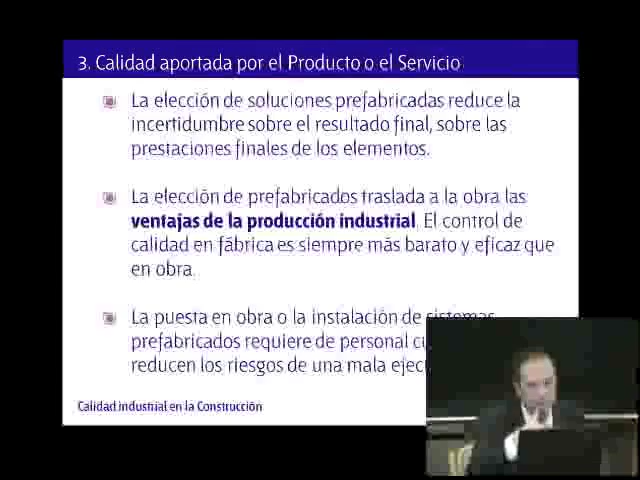 3. Calidad aportada por el Producto o el Servicio
La elección de soluciones prefabricadas reduce la
incertidumbre sobre el resultado final, sobre las
prestaciones finales de los elementos.
La elección de prefabricados traslada a la obra las
ventajas de la producción industrial. El control de
calidad en fábrica es siempre más barato y eficaz que
en obra.
La puesta en obra o la instalación de sistemas
prefabricados requiere de personal
reducen los riesgos de una mala
Calidad industrial en la Construcción